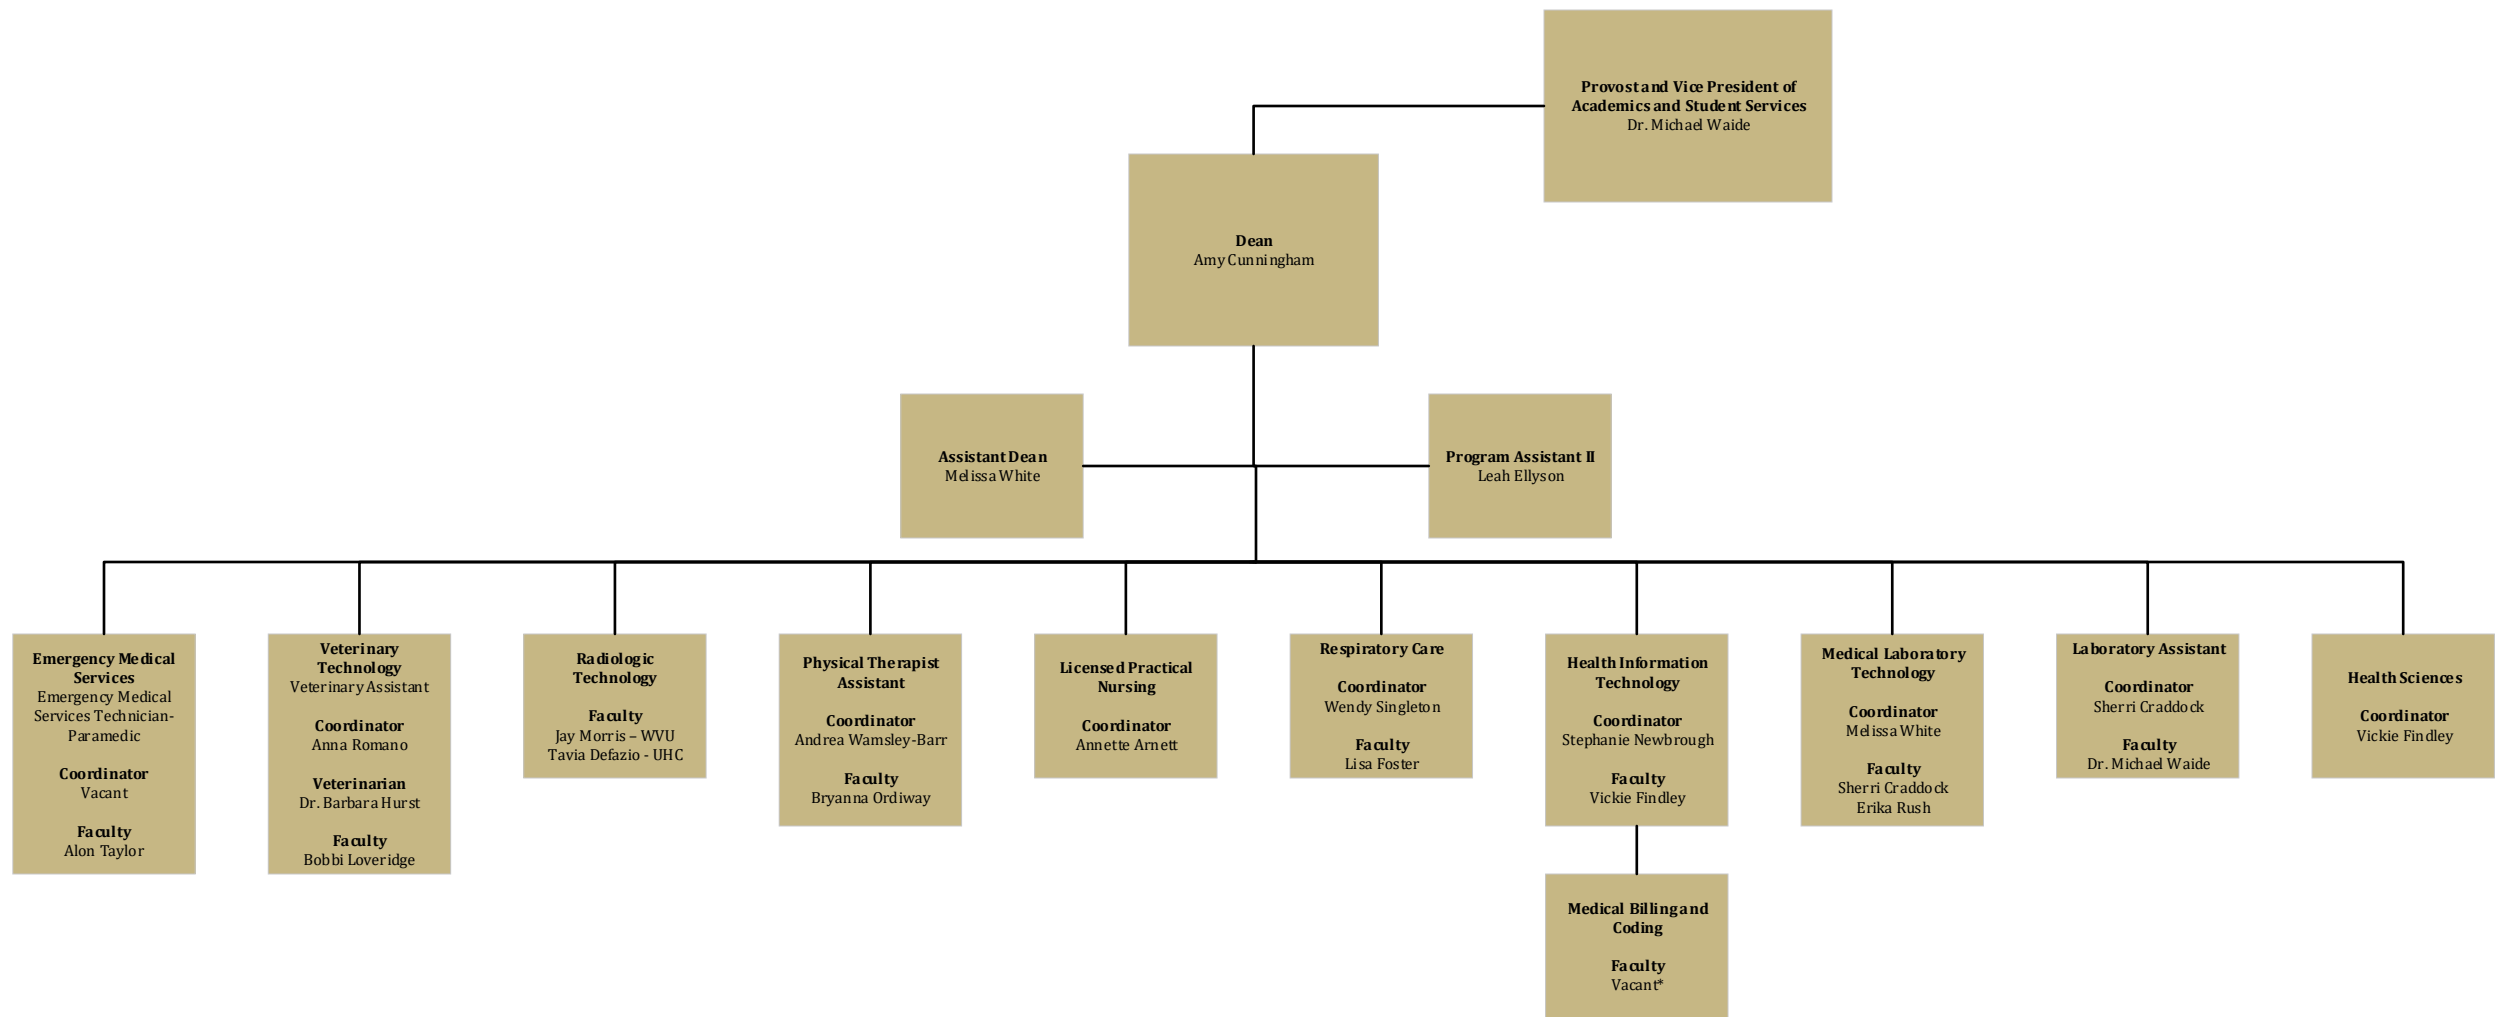 Provost and Vice President of
Academics and Student Services
Dr. Michael Waide
Dean
Amy Cunningham
Assistant Dean
Melissa White
Program Assistant II
Leah Ellyson
Emergency Medical
Services
Emergency Medical
Services Technician-
Paramedic
Coordinator
Vacant
Faculty
Alon Taylor
Veterinary
Technology
Veterinary Assistant
Coordinator
Anna Romano
Veterinarian
Dr. Barbara Hurst
Faculty
Bobbi Loveridge
Radiologic
Technology
Faculty
Jay Morris – WVU
Tavia Defazio - UHC
Physical Therapist
Assistant
Coordinator
Andrea Wamsley-Barr
Faculty
Bryanna Ordiway
Licensed Practical
Nursing
Coordinator
Annette Arnett
Respiratory Care
Coordinator
Wendy Singleton
Faculty
Lisa Foster
Health Information
Technology
Coordinator
Stephanie Newbrough
Faculty
Vickie Findley
Medical Billing and
Coding
Faculty
Vacant*
Medical Laboratory
Technology
Coordinator
Melissa White
Faculty
Sherri Craddock
Erika Rush
Laboratory Assistant
Coordinator
Sherri Craddock
Faculty
Dr. Michael Waide
Health Sciences
Coordinator
Vickie Findley